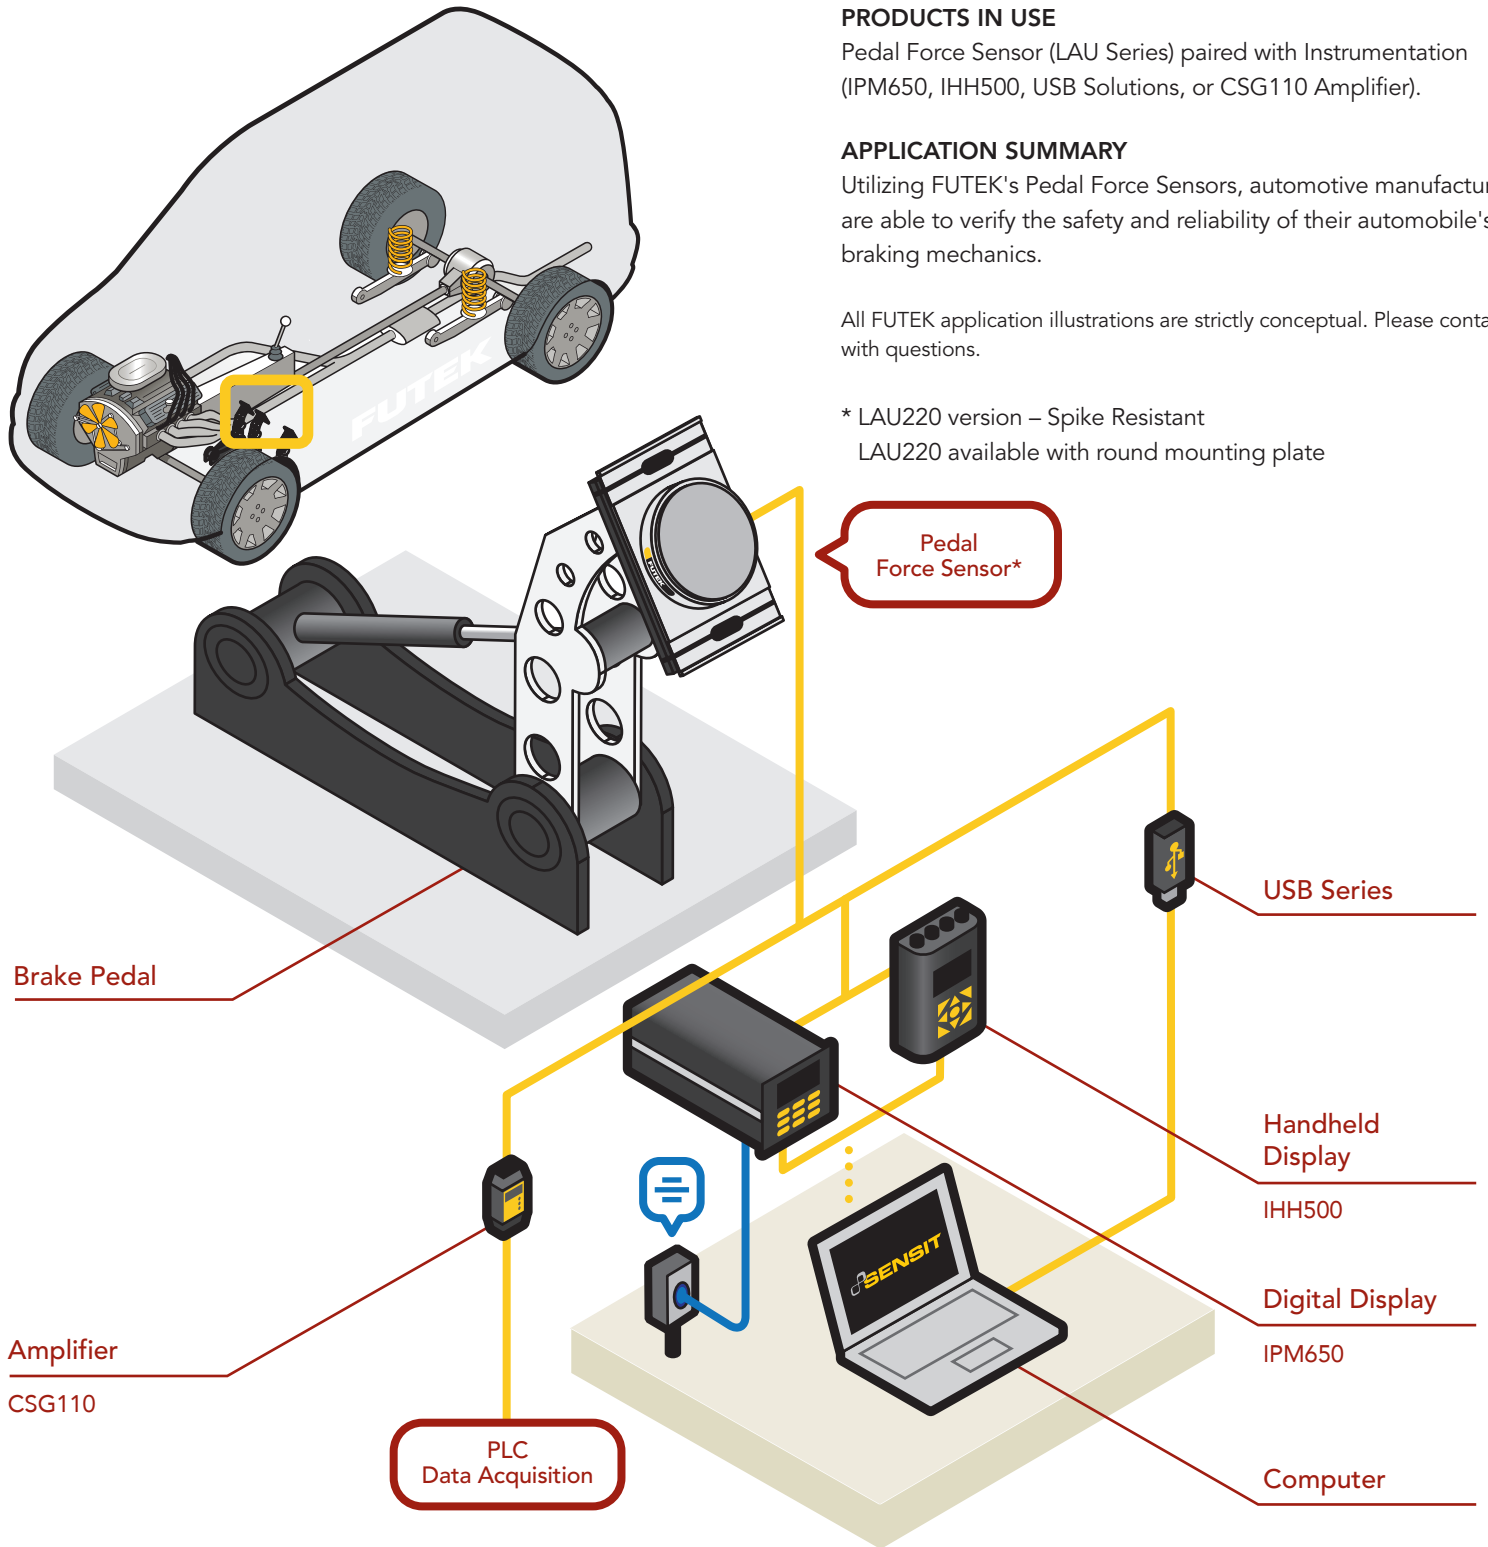 PRODUCTS IN USE
Pedal Force Sensor (LAU Series) paired with Instrumentation
(IPM650, IHH500, USB Solutions, or CSG110 Amplifier).
APPLICATION SUMMARY
Utilizing FUTEK's Pedal Force Sensors, automotive manufactur
are able to verify the safety and reliability of their automobile's
braking mechanics.
All FUTEK application illustrations are strictly conceptual. Please conta
with questions.
* LAU220 version – Spike Resistant
LAU220 available with round mounting plate
FUTEK
FUTEK
Pedal
Force Sensor*
USB Series
Brake Pedal
Handheld
Display
IHH500
SENSIT
Digital Display
IPM650
Amplifier
CSG110
PLC
Data Acquisition
Computer